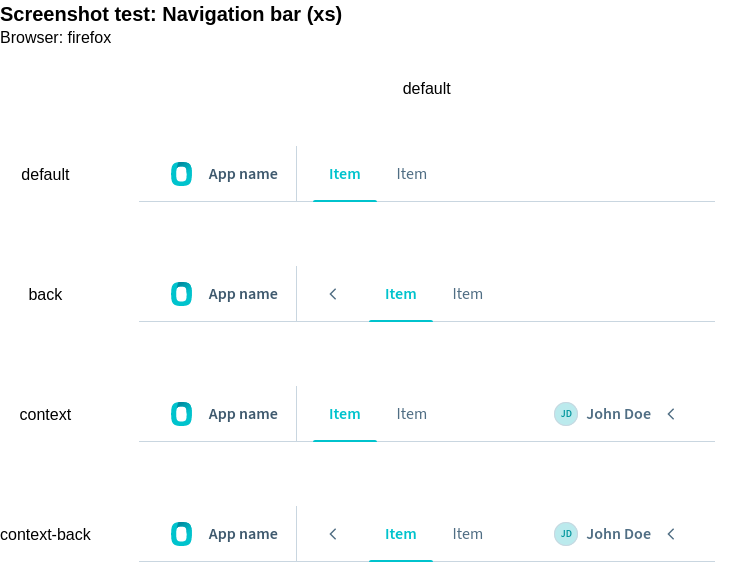 Screenshot test: Navigation bar (xs)
Browser: firefox
default
default App name Item Item
back App name Item Item
context App name Item Item JD John Doe
context-back App name Item Item JD John Doe